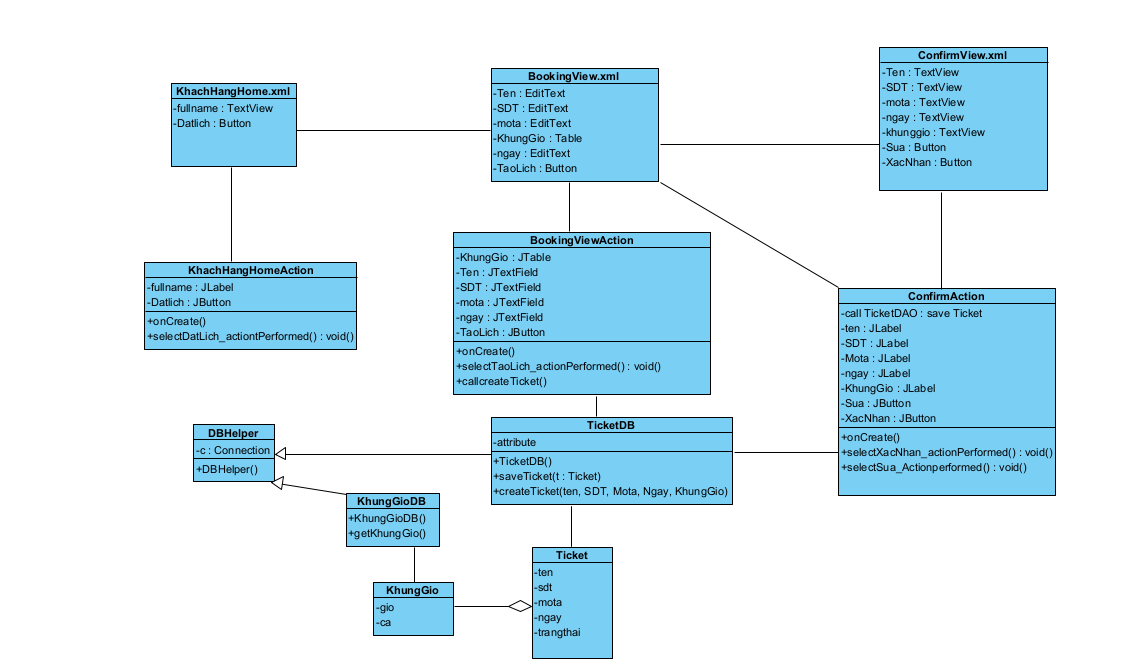 KhachHangHome.xml
-fullname : TextView
-Datlich : Button
BookingView.xml
-Ten : EditText
-SDT : EditText
-mota : EditText
-KhungGio : Table
-ngay : EditText
-TaoLich : Button
ConfirmView.xml
-Ten : TextView
-SDT : TextView
-mota : TextView
-ngay : TextView
-khunggio : TextView
-Sua : Button
-XacNhan : Button
KhachHangHomeAction
-fullname : JLabel
-Datlich : JButton
+onCreate()
+selectDatLich_actiontPerformed() : void()
BookingViewAction
-KhungGio : JTable
-Ten : JTextField
-SDT : JTextField
-mota : JTextField
-ngay : JTextField
-TaoLich : JButton
+onCreate()
+selectTaoLich_actionPerformed() : void()
+callcreateTicket()
ConfirmAction
-call TicketDAO : save Ticket
-ten : JLabel
-SDT : JLabel
-Mota : JLabel
-ngay : JLabel
-KhungGio : JLabel
-Sua : JButton
-XacNhan : JButton
+onCreate()
+selectXacNhan_actionPerformed() : void()
+selectSua_Actionperformed() : void()
DBHelper
-c : Connection
+DBHelper()
TicketDB
-attribute
+TicketDB()
+saveTicket(t : Ticket)
+createTicket(ten, SDT, Mota, Ngay, KhungGio)
KhungGioDB
+KhungGioDB()
+getKhungGio()
KhungGio
-gio
-ca
Ticket
-ten
-sdt
-mota
-ngay
-trangthai